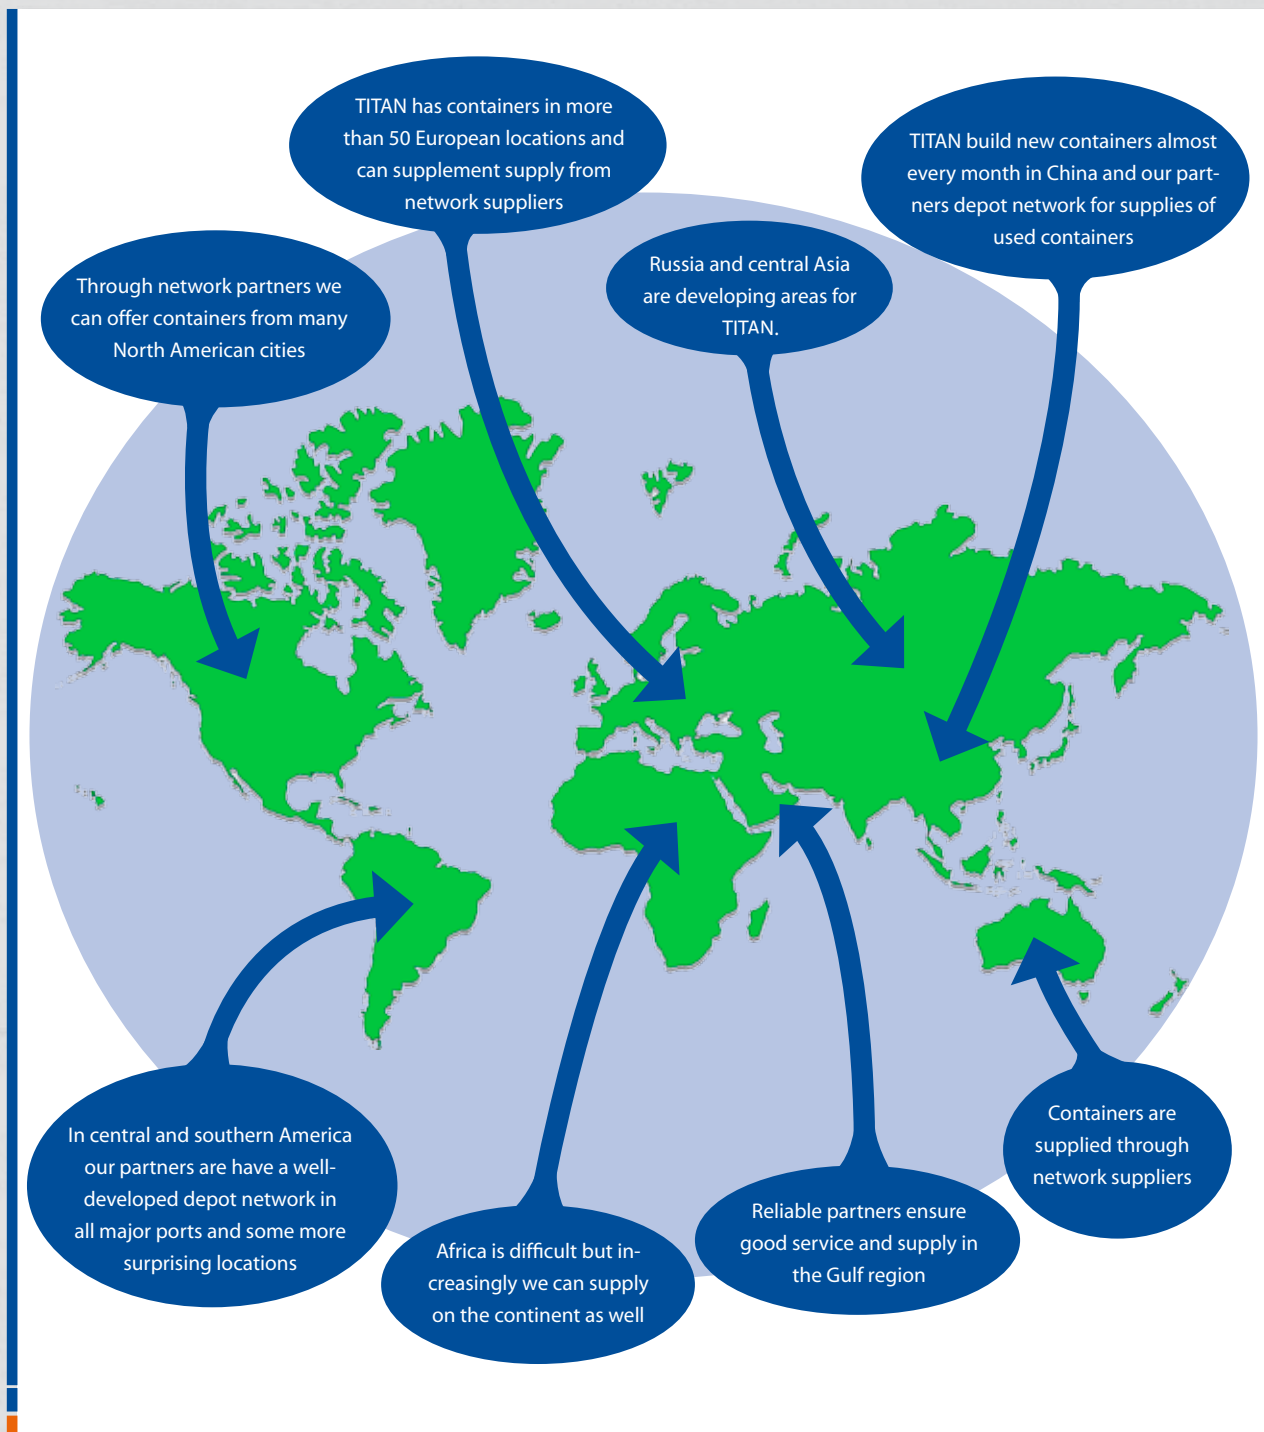 TITAN has containers in more
than 50 European locations and
can supplement supply from
network suppliers
TITAN build new containers almost
every month in China and our part-
ners depot network for supplies of
used containers
Through network partners we
can offer containers from many
North American cities
Russia and central Asia
are developing areas for
TITAN.
In central and southern America
our partners are have a well-
developed depot network in
all major ports and some more
surprising locations
Africa is difficult but in-
creasingly we can supply
on the continent as well
Reliable partners ensure
good service and supply in
the Gulf region
Containers are
supplied through
network suppliers